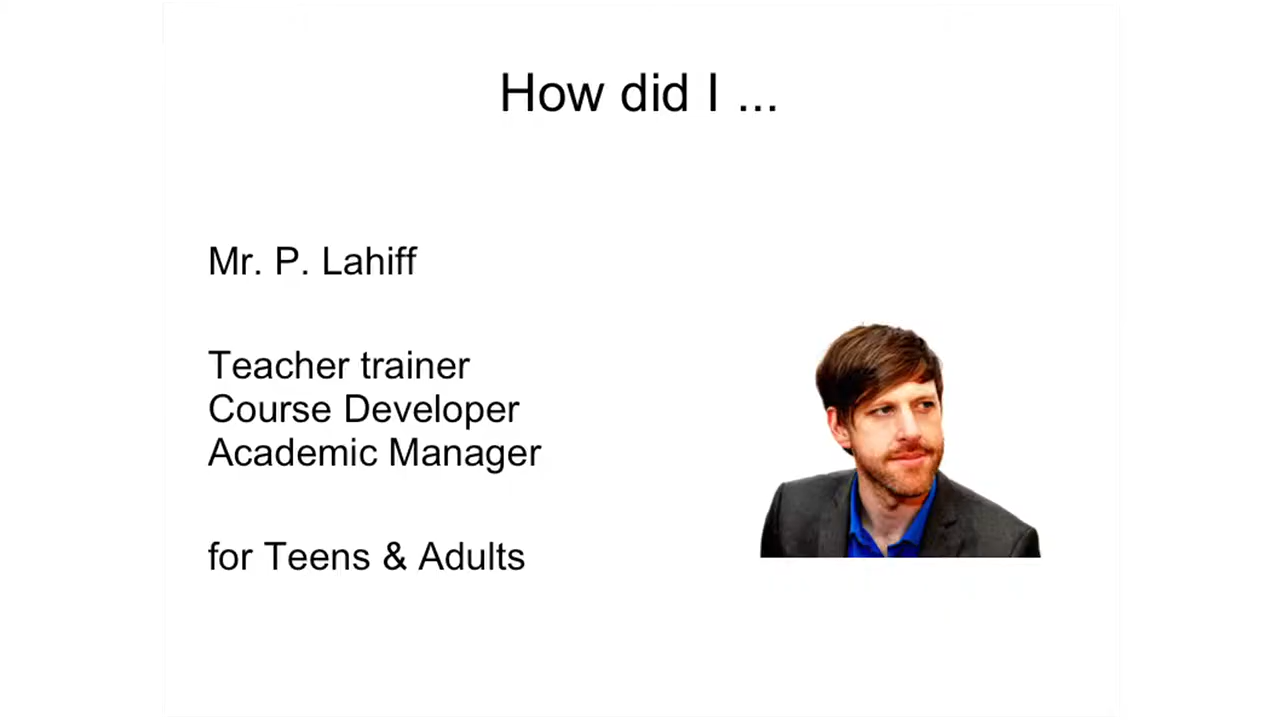 How did I ...
Mr. P. Lahiff
Teacher trainer
Course Developer
Academic Manager
for Teens & Adults